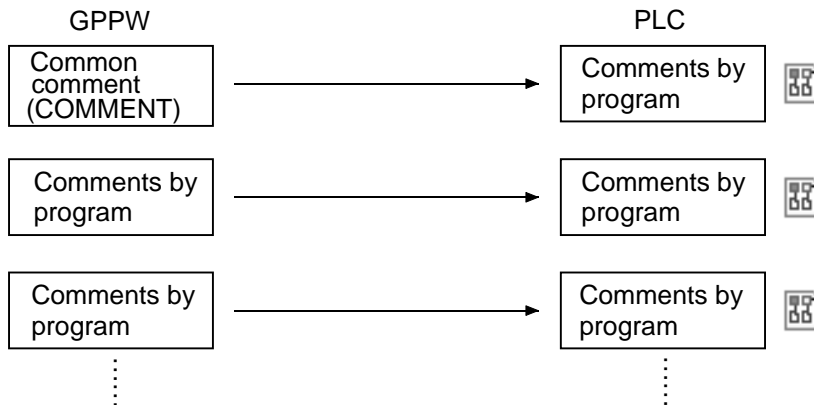 GPPW
PLC
Common
comment
(COMMENT)
Comments by
program
Comments by
program
Comments by
program
Comments by
program
Comments by
program